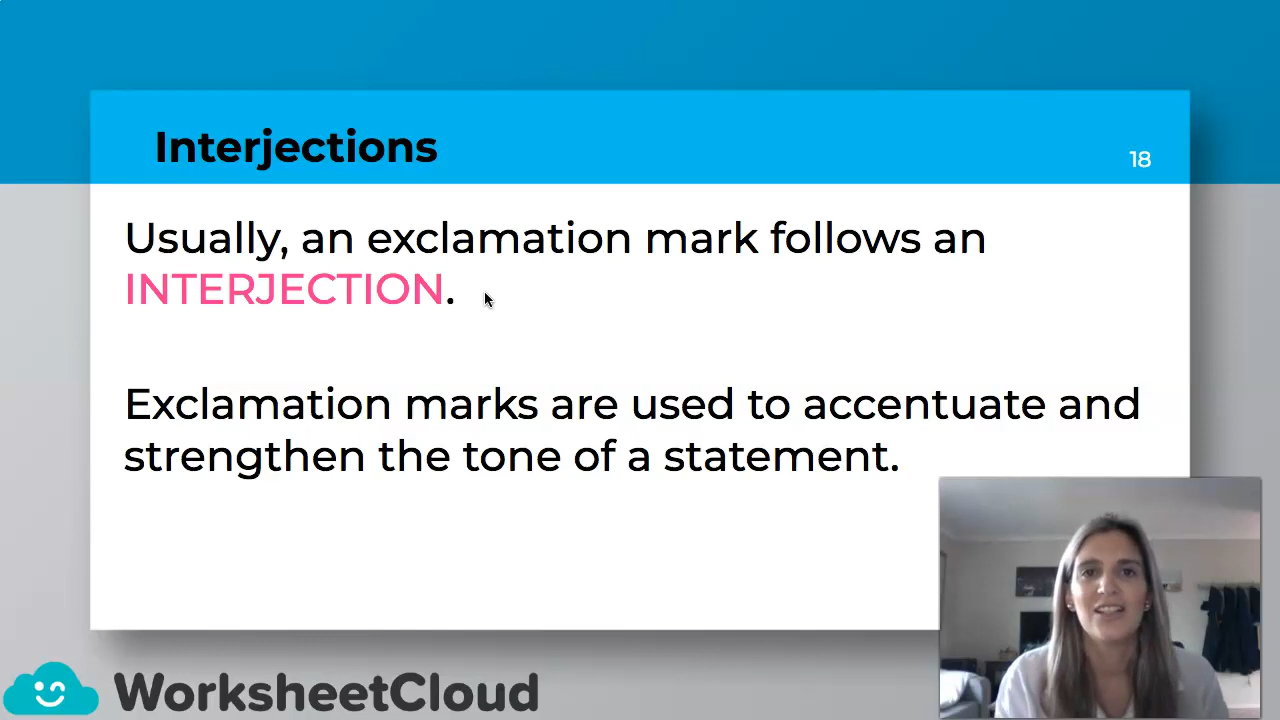 Interjections
18
Usually, an exclamation mark follows an
INTERJECTION.
Exclamation marks are used to accentuate and
strengthen the tone of a statement.
WorksheetCloud